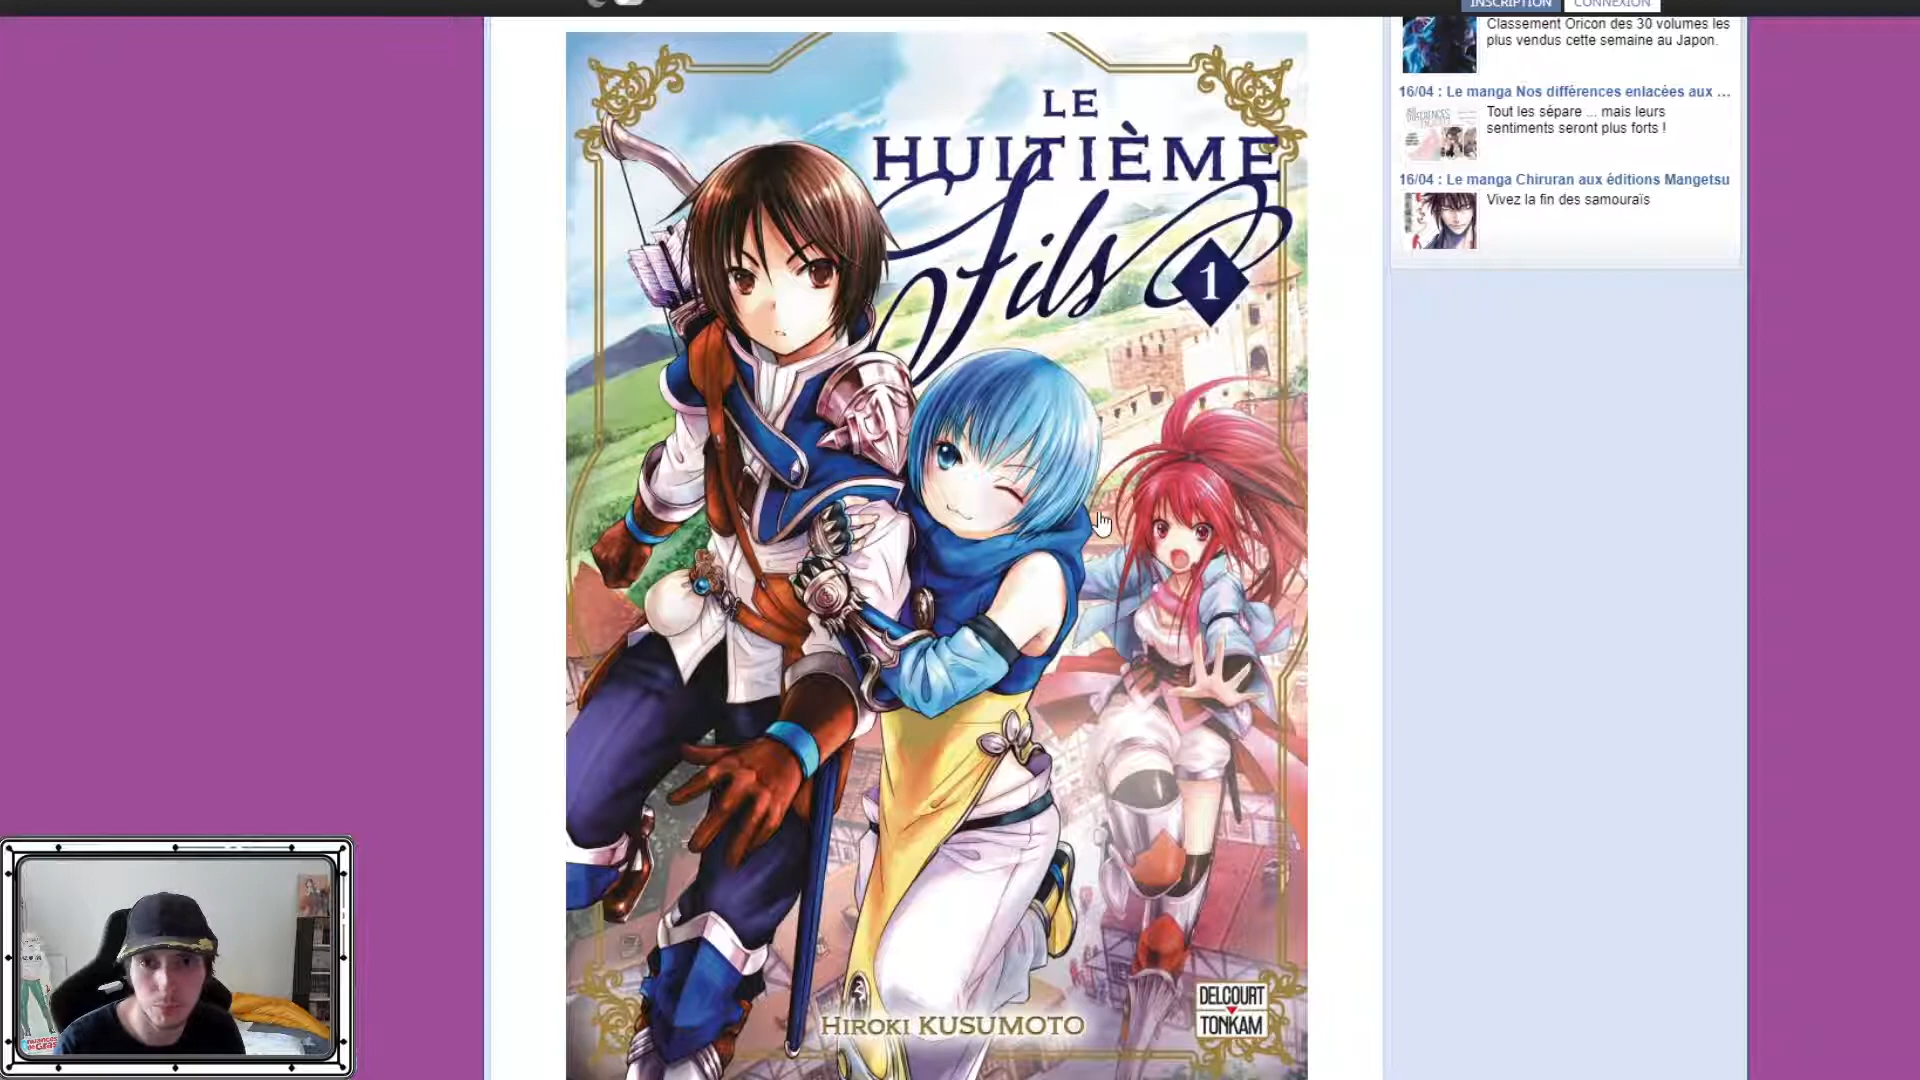 INSCRIPTION
CONNEXION
Classement Oricon des 30 volumes les
plus vendus cette semaine au Japon.
16/04 : Le manga Nos différences enlacées aux ...
Tout les sépare ... mais leurs
sentiments seront plus forts !
16/04 : Le manga Chiruran aux éditions Mangetsu
Vivez la fin des samouraïs
LE
HUITIÈME
Fils
1
HIROKI KUSUMOTO
DELCOURT
TONKAM